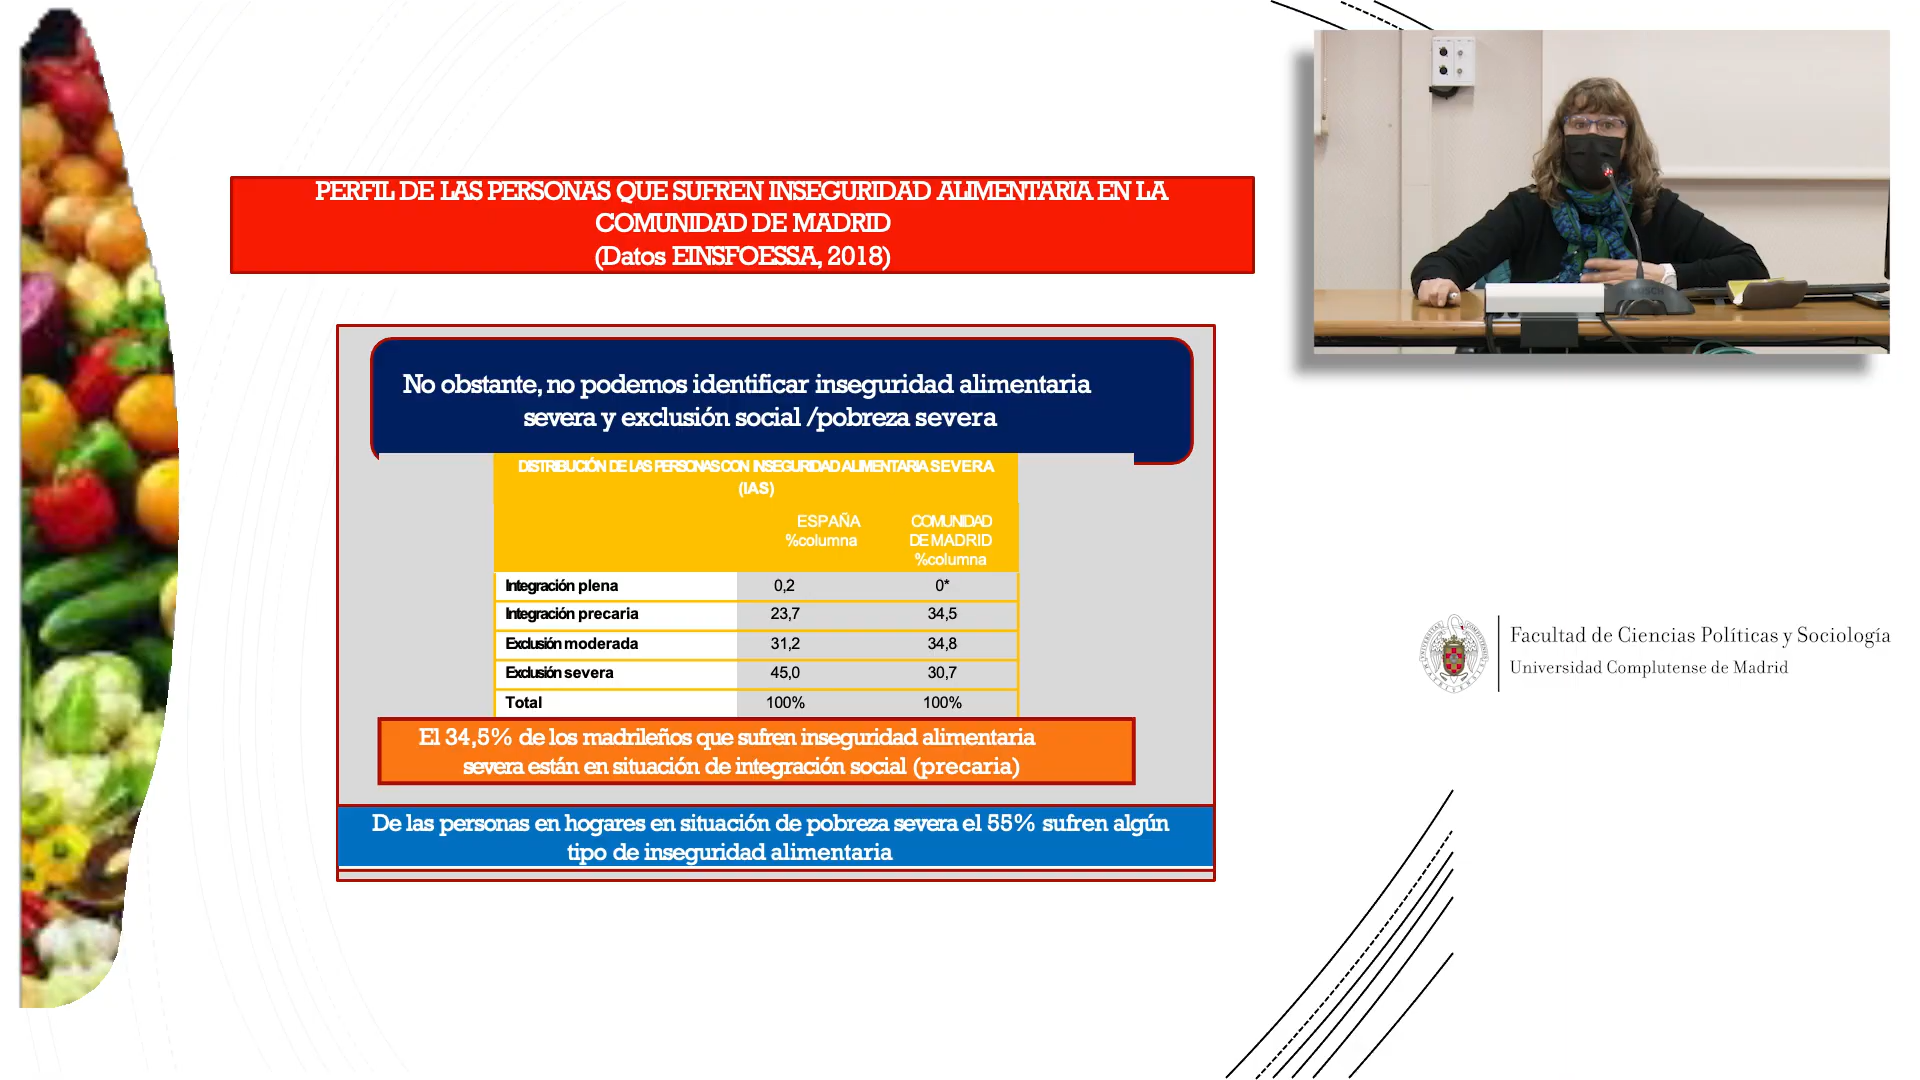 PERFIL DE LAS PERSONAS QUE SUFREN INSEGURIDAD ALIMENTARIA EN LA
COMUNIDAD DE MADRID
(Datos EINSFOESSA, 2018)
No obstante, no podemos identificar inseguridad alimentaria
severa y exclusión social /pobreza severa
DISTRIBUCIÓN DE LAS PERSONAS CON INSEGURIDAD ALIMENTARIA SEVERA
(IAS)
ESPAÑA
%columna
COMUNIDAD
DE MADRID
%columna
Integración plena 0,2 0*
Integración precaria 23,7 34,5
Exclusión moderada 31,2 34,8
Exclusión severa 45,0 30,7
Total 100% 100%
El 34,5% de los madrileños que sufren inseguridad alimentaria
severa están en situación de integración social (precaria)
De las personas en hogares en situación de pobreza severa el 55% sufren algún
tipo de inseguridad alimentaria
BOSCH
Facultad de Ciencias Políticas y Sociología
Universidad Complutense de Madrid